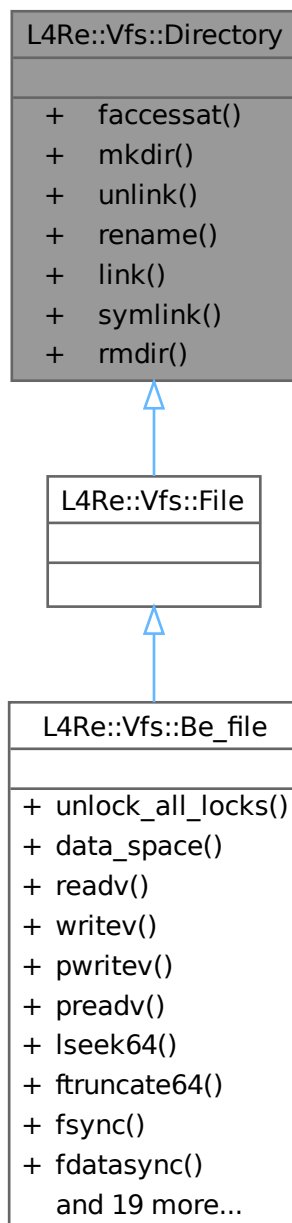 L4Re::Vfs::Directory
+ faccessat()
+ mkdir()
+ unlink()
+ rename()
+ link()
+ symlink()
+ rmdir()
L4Re::Vfs::File
L4Re::Vfs::Be_file
+ unlock_all_locks()
+ data_space()
+ readv()
+ writev()
+ pwritev()
+ preadv()
+ lseek64()
+ ftruncate64()
+ fsync()
+ fdatasync()
and 19 more...